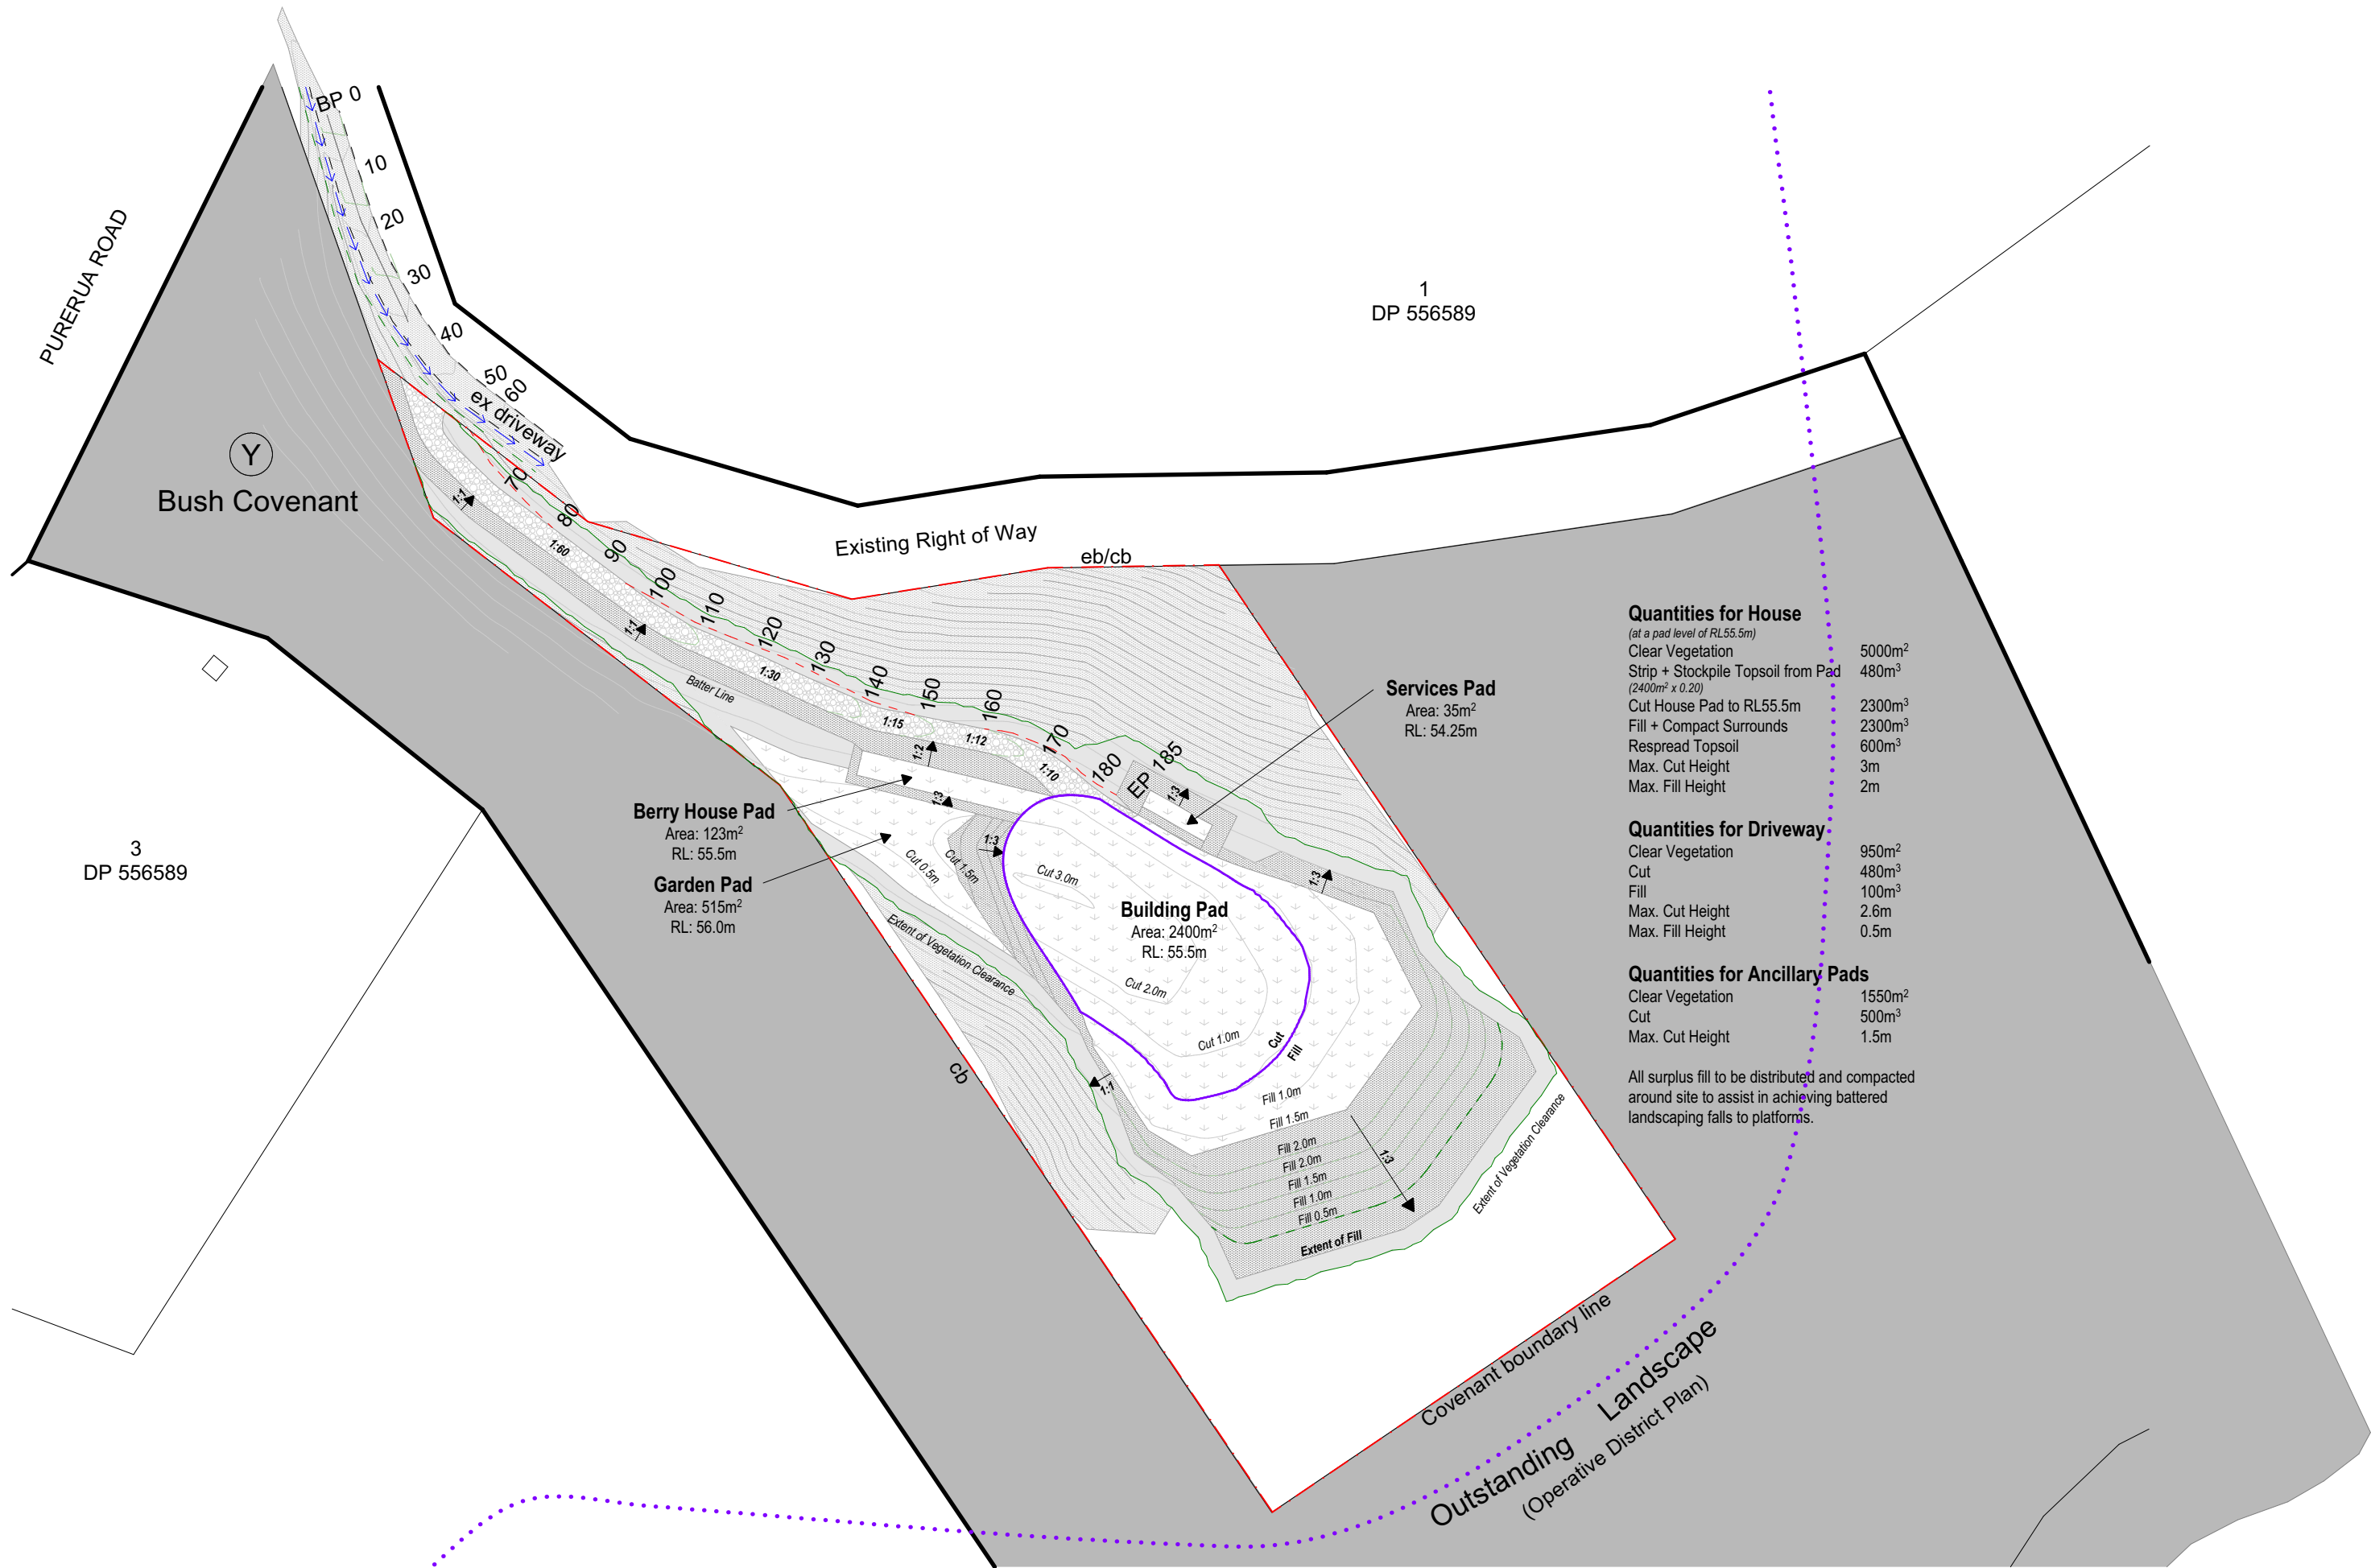 BP 0
10
20
30
40
50
60
ex driveway
70
80
90
100
110
120
130
140
150
160
170
180
EP
185
PURERUA ROAD
Y
Bush Covenant
1
DP 556589
3
DP 556589
Existing Right of Way
eb/cb
1:1
1:60
1:1
1:30
Batter Line
1:15
1:2
1:12
1:10
1:3
1:3
1:3
1:3
Services Pad
Area: 35m²
RL: 54.25m
Berry House Pad
Area: 123m²
RL: 55.5m
Garden Pad
Area: 515m²
RL: 56.0m
Cut 0.5m
Cut 1.5m
Cut 3.0m
Building Pad
Area: 2400m²
RL: 55.5m
Cut 2.0m
Cut 1.0m
Cut
Fill
Extent of Vegetation Clearance
cb
1:1
Fill 1.0m
Fill 1.5m
Fill 2.0m
Fill 2.0m
Fill 1.5m
Fill 1.0m
Fill 0.5m
1:3
Extent of Fill
Extent of Vegetation Clearance
Covenant boundary line
Outstanding Landscape
(Operative District Plan)
Quantities for House
(at a pad level of RL55.5m)
Clear Vegetation 5000m²
Strip + Stockpile Topsoil from Pad 480m³
(2400m² x 0.20)
Cut House Pad to RL55.5m 2300m³
Fill + Compact Surrounds 2300m³
Respread Topsoil 600m³
Max. Cut Height 3m
Max. Fill Height 2m
Quantities for Driveway
Clear Vegetation 950m²
Cut 480m³
Fill 100m³
Max. Cut Height 2.6m
Max. Fill Height 0.5m
Quantities for Ancillary Pads
Clear Vegetation 1550m²
Cut 500m³
Max. Cut Height 1.5m
All surplus fill to be distributed and compacted
around site to assist in achieving battered
landscaping falls to platforms.